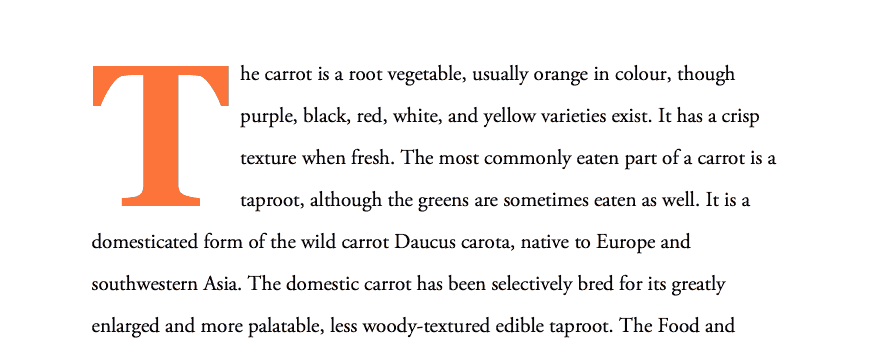 The carrot is a root vegetable, usually orange in colour, though
purple, black, red, white, and yellow varieties exist. It has a crisp
texture when fresh. The most commonly eaten part of a carrot is a
taproot, although the greens are sometimes eaten as well. It is a
domesticated form of the wild carrot Daucus carota, native to Europe and
southwestern Asia. The domestic carrot has been selectively bred for its greatly
enlarged and more palatable, less woody-textured edible taproot. The Food and